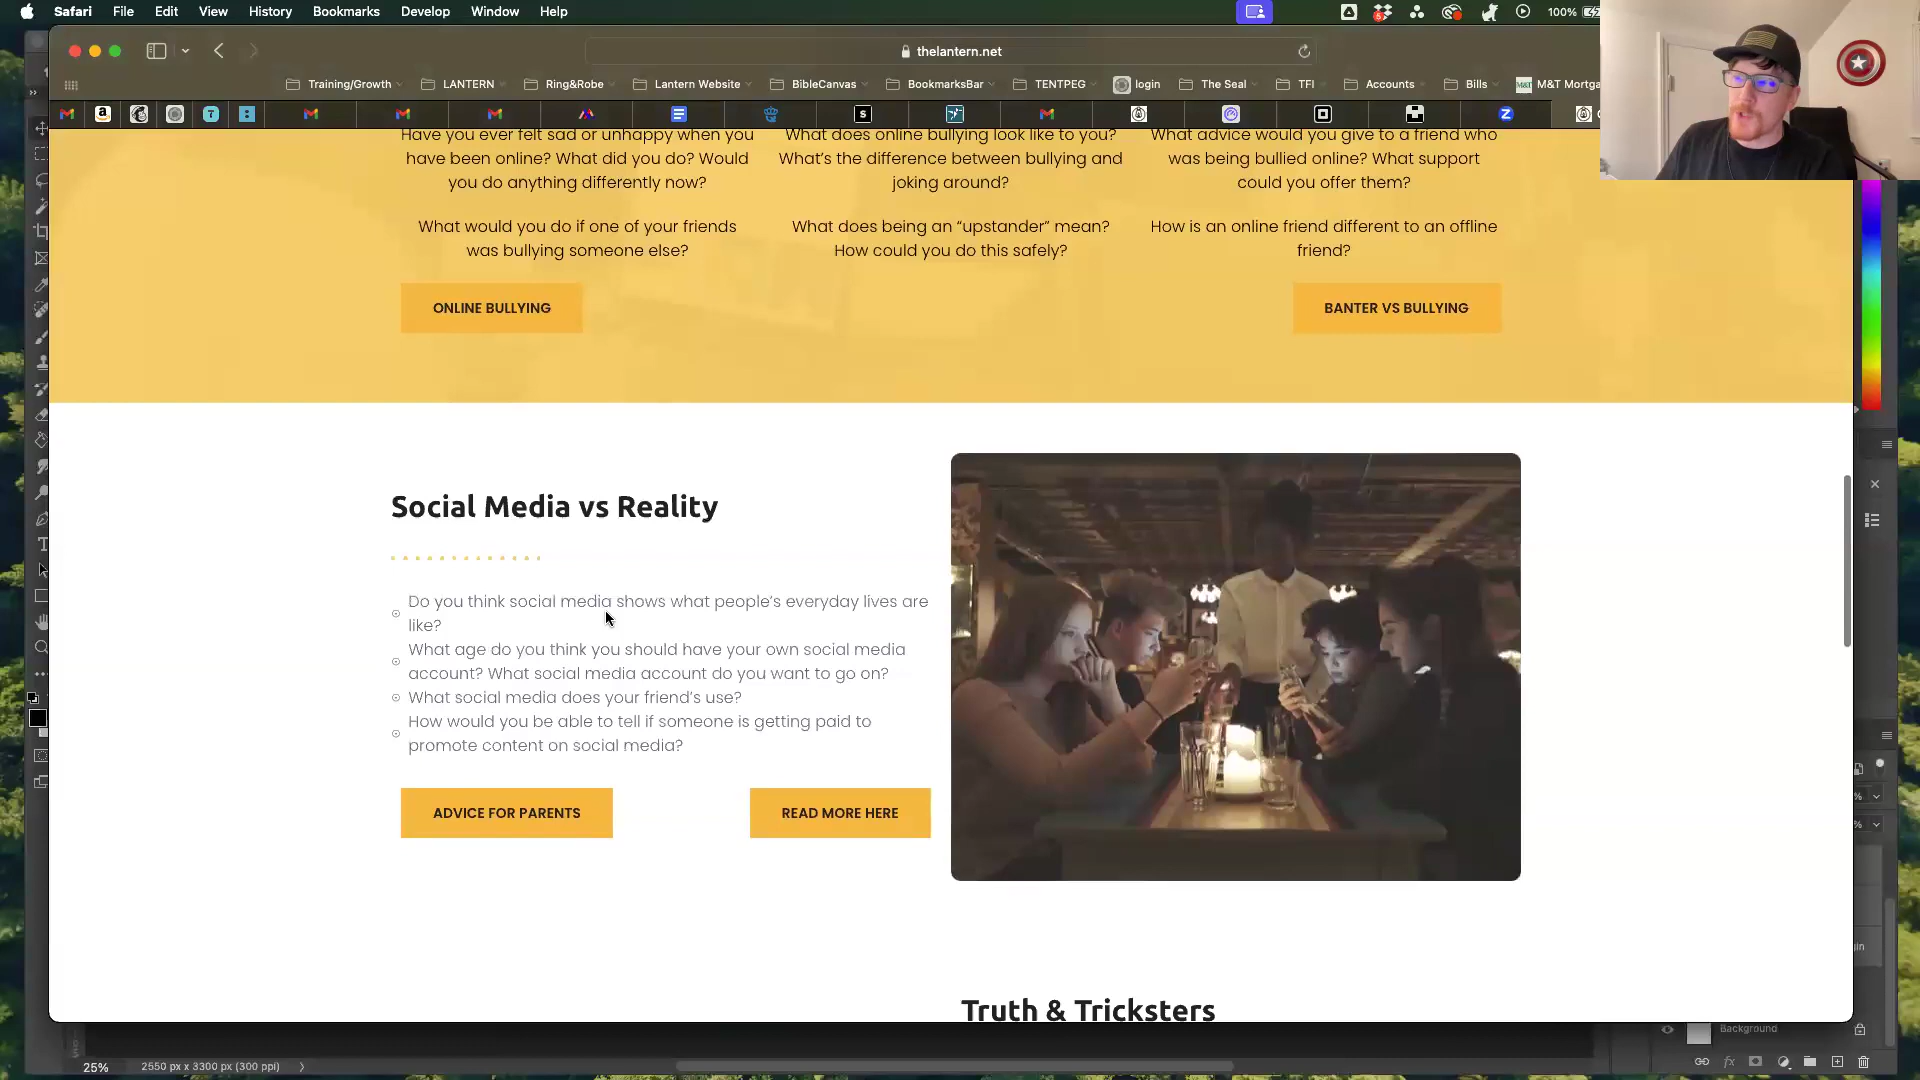 Safari File Edit View History Bookmarks Develop Window Help
100%
thelantern.net
Training/Growth LANTERN Ring&Robe Lantern Website BibleCanvas BookmarksBar TENTPEG login The Seal TFI Accounts Bills M&T Mortga
Have you ever felt sad or unhappy when you
have been online? What did you do? Would
you do anything differently now?
What would you do if one of your friends
was bullying someone else?
What does online bullying look like to you?
What's the difference between bullying and
joking around?
What does being an “upstander” mean?
How could you do this safely?
What advice would you give to a friend who
was being bullied online? What support
could you offer them?
How is an online friend different to an offline
friend?
ONLINE BULLYING
BANTER VS BULLYING
Social Media vs Reality
Do you think social media shows what people's everyday lives are
like?
What age do you think you should have your own social media
account? What social media account do you want to go on?
What social media does your friend's use?
How would you be able to tell if someone is getting paid to
promote content on social media?
ADVICE FOR PARENTS
READ MORE HERE
Truth & Tricksters
Background
25% 2550 px x 3300 px (300 ppi)